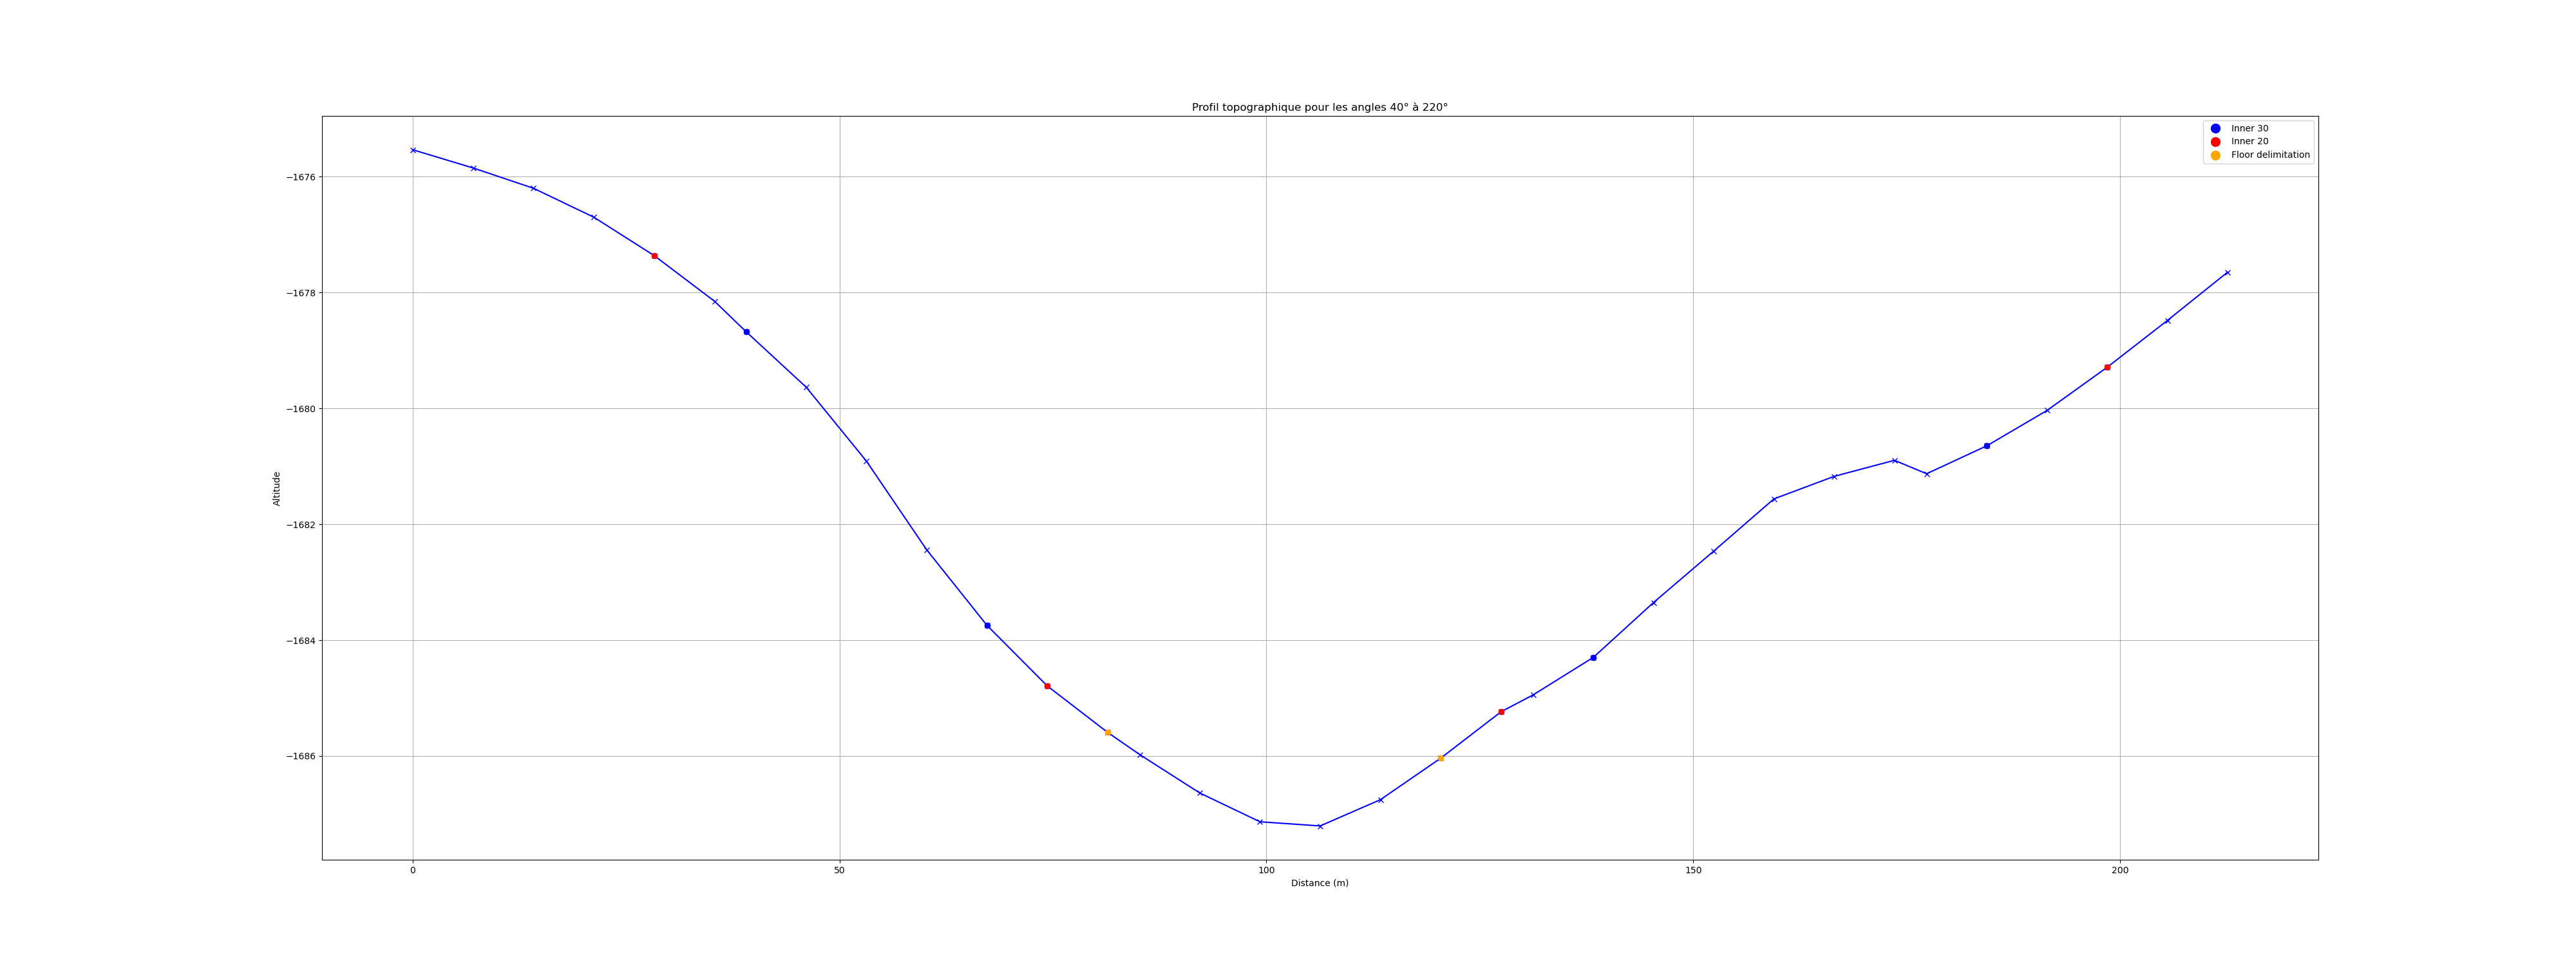 Profil topographique pour les angles 40° à 220°
Inner 30
Inner 20
Floor delimitation
−1676
−1678
−1680
−1682
−1684
−1686
Altitude
0
50
100
150
200
Distance (m)